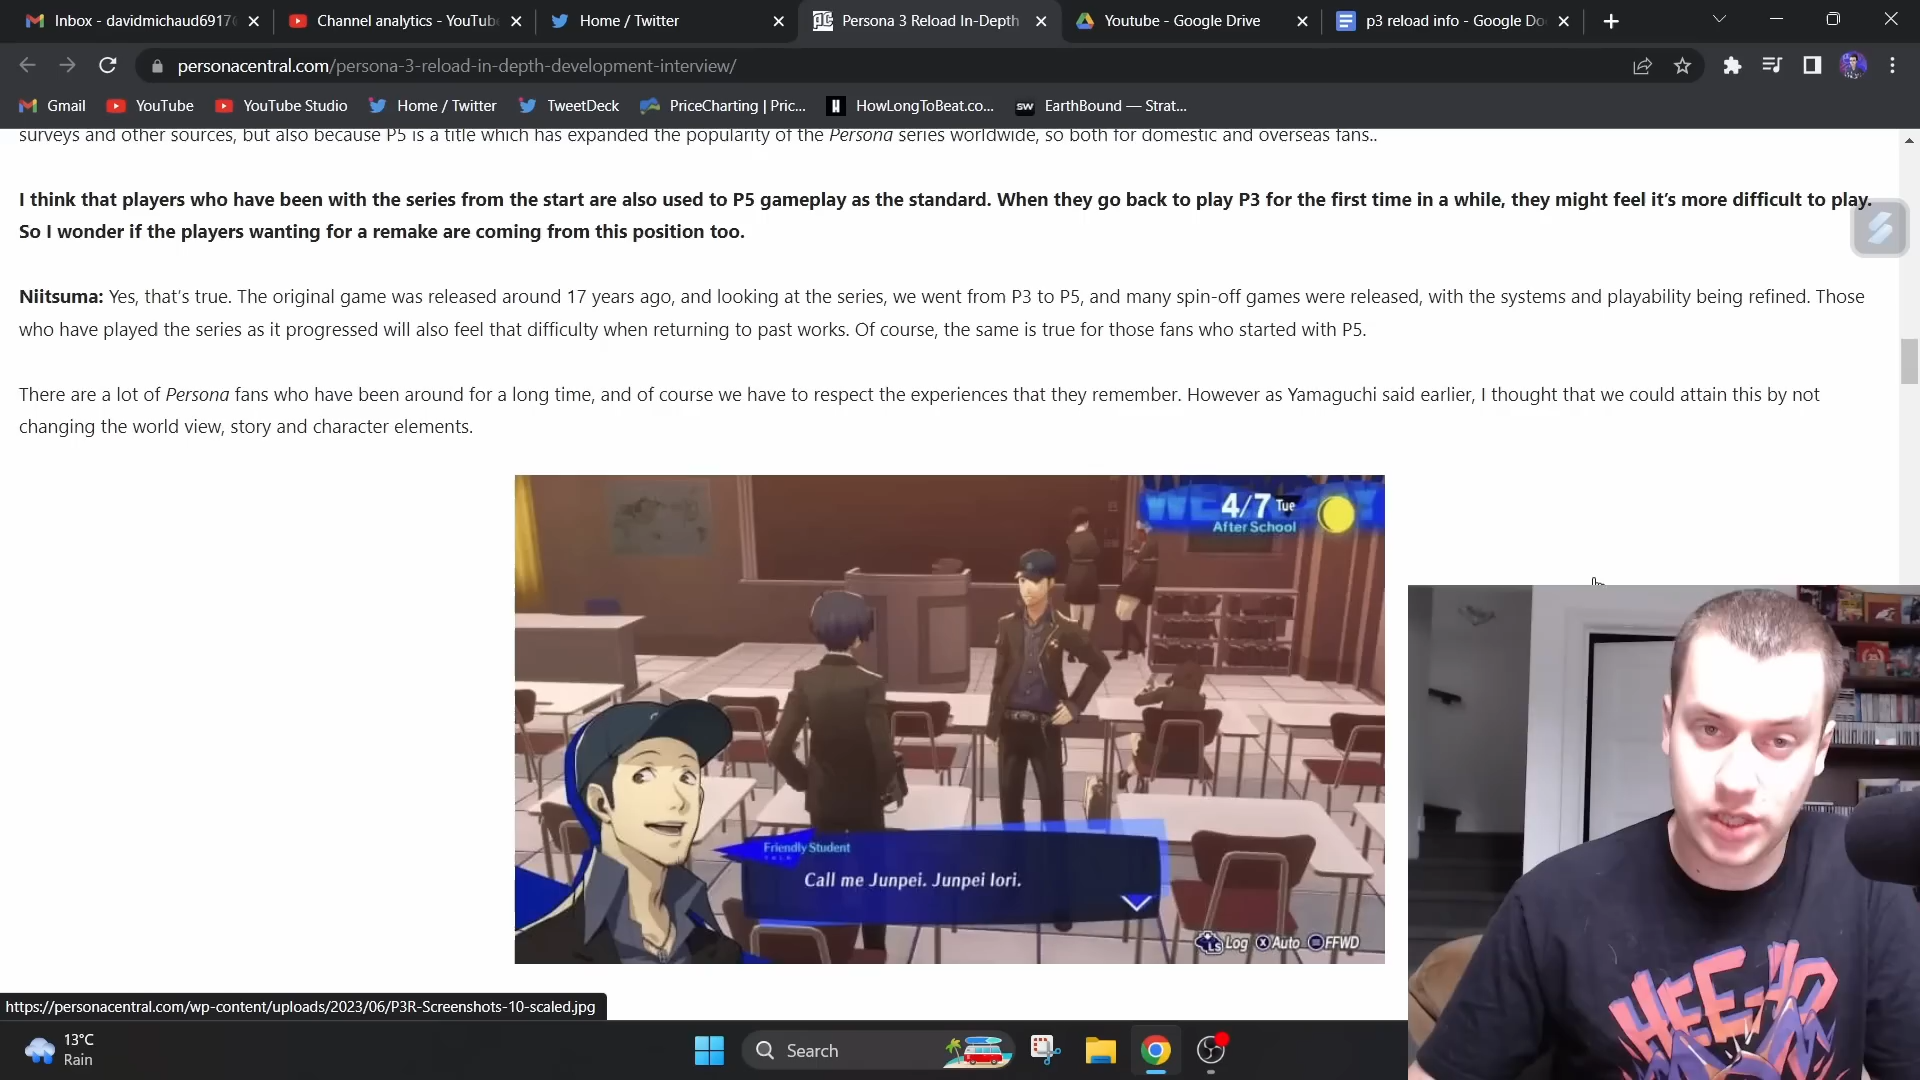 Inbox - davidmichaud6917
Channel analytics - YouTub
Home / Twitter
Persona 3 Reload In-Depth
Youtube - Google Drive
p3 reload info - Google Do
personacentral.com/persona-3-reload-in-depth-development-interview/
Gmail
YouTube
YouTube Studio
Home / Twitter
TweetDeck
PriceCharting | Pric...
HowLongToBeat.co...
EarthBound — Strat...
surveys and other sources, but also because P5 is a title which has expanded the popularity of the Persona series worldwide, so both for domestic and overseas fans..
I think that players who have been with the series from the start are also used to P5 gameplay as the standard. When they go back to play P3 for the first time in a while, they might feel it's more difficult to play.
So I wonder if the players wanting for a remake are coming from this position too.
Niitsuma: Yes, that's true. The original game was released around 17 years ago, and looking at the series, we went from P3 to P5, and many spin-off games were released, with the systems and playability being refined. Those
who have played the series as it progressed will also feel that difficulty when returning to past works. Of course, the same is true for those fans who started with P5.
There are a lot of Persona fans who have been around for a long time, and of course we have to respect the experiences that they remember. However as Yamaguchi said earlier, I thought that we could attain this by not
changing the world view, story and character elements.
4/7 Tue
After School
Friendly Student
TALK
Call me Junpei. Junpei Iori.
LS Log X Auto FFWD
HEE-HO
https://personacentral.com/wp-content/uploads/2023/06/P3R-Screenshots-10-scaled.jpg
13°C
Rain
Search